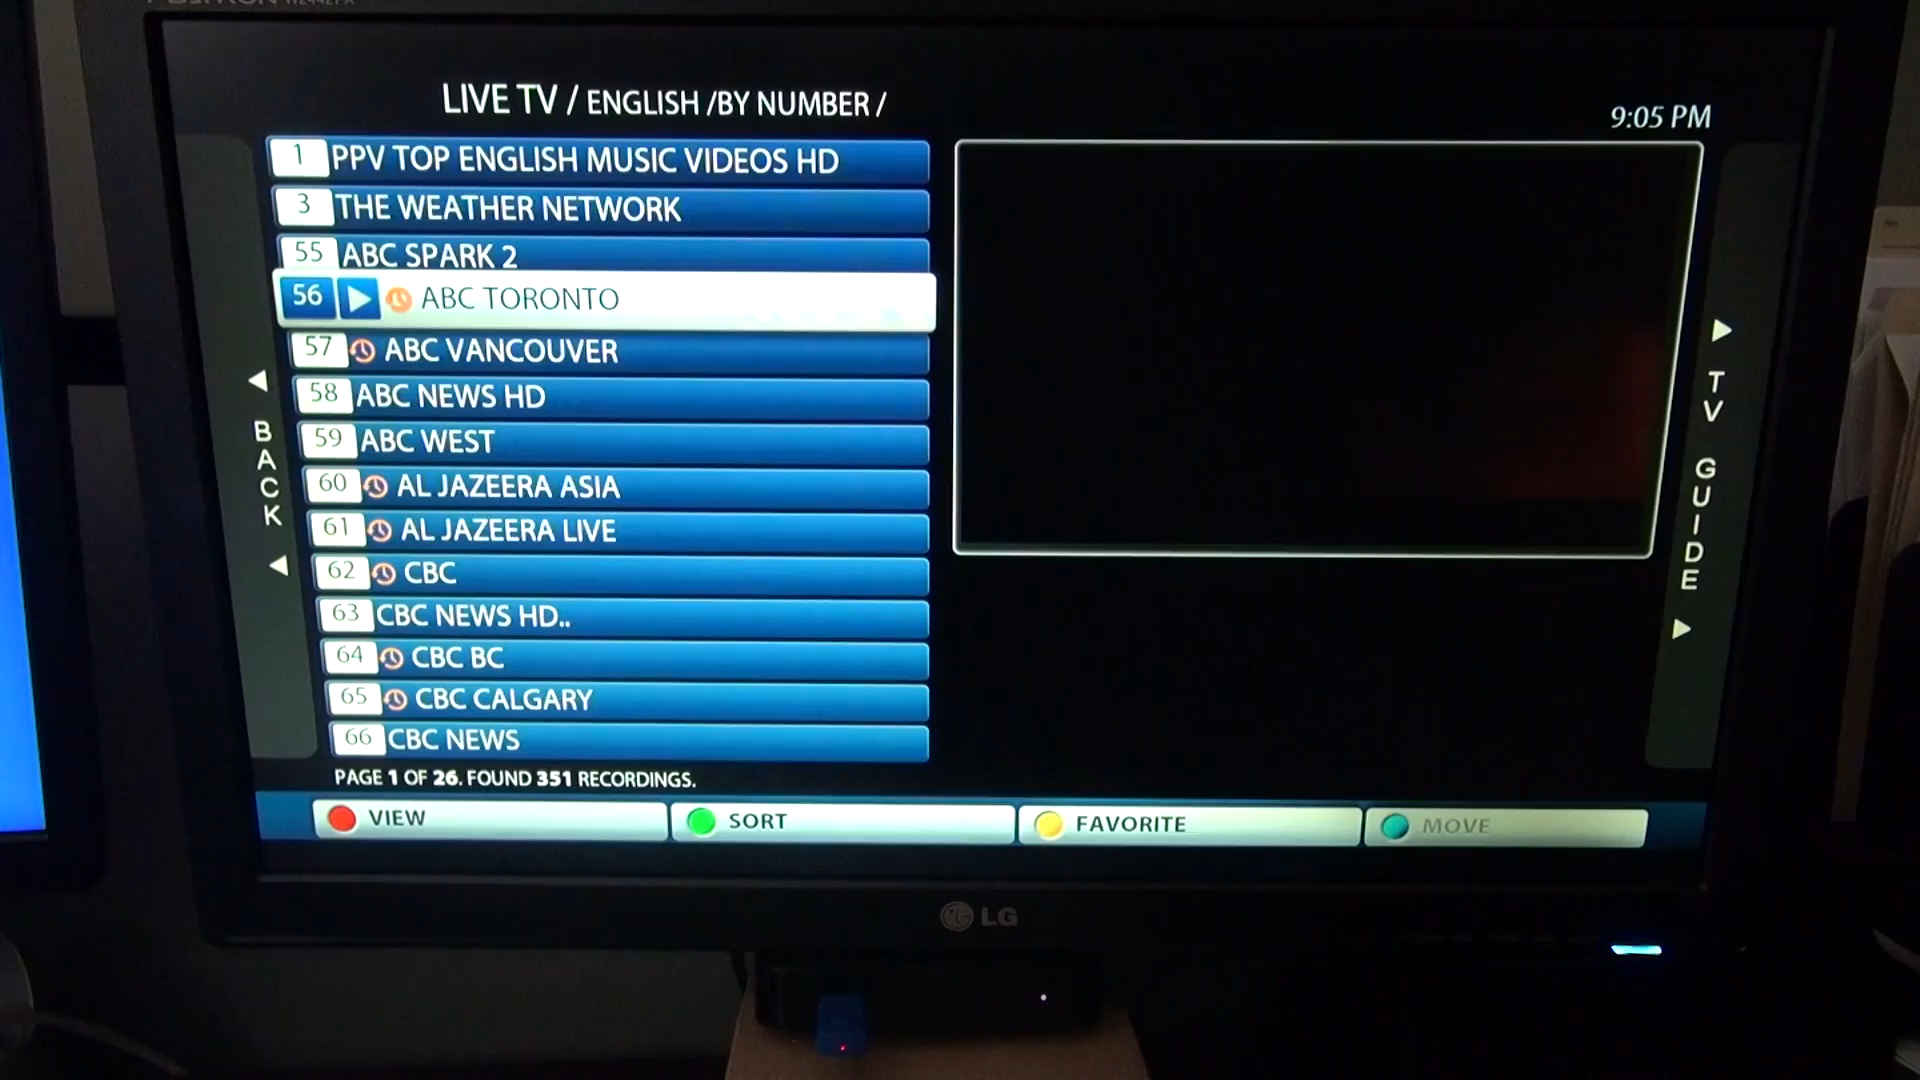 LIVE TV / ENGLISH /BY NUMBER /
9:05 PM
1 PPV TOP ENGLISH MUSIC VIDEOS HD
3 THE WEATHER NETWORK
55 ABC SPARK 2
56 ABC TORONTO
57 ABC VANCOUVER
58 ABC NEWS HD
59 ABC WEST
60 AL JAZEERA ASIA
61 AL JAZEERA LIVE
62 CBC
63 CBC NEWS HD..
64 CBC BC
65 CBC CALGARY
66 CBC NEWS
BACK
TV GUIDE
PAGE 1 OF 26. FOUND 351 RECORDINGS.
VIEW
SORT
FAVORITE
MOVE
LG